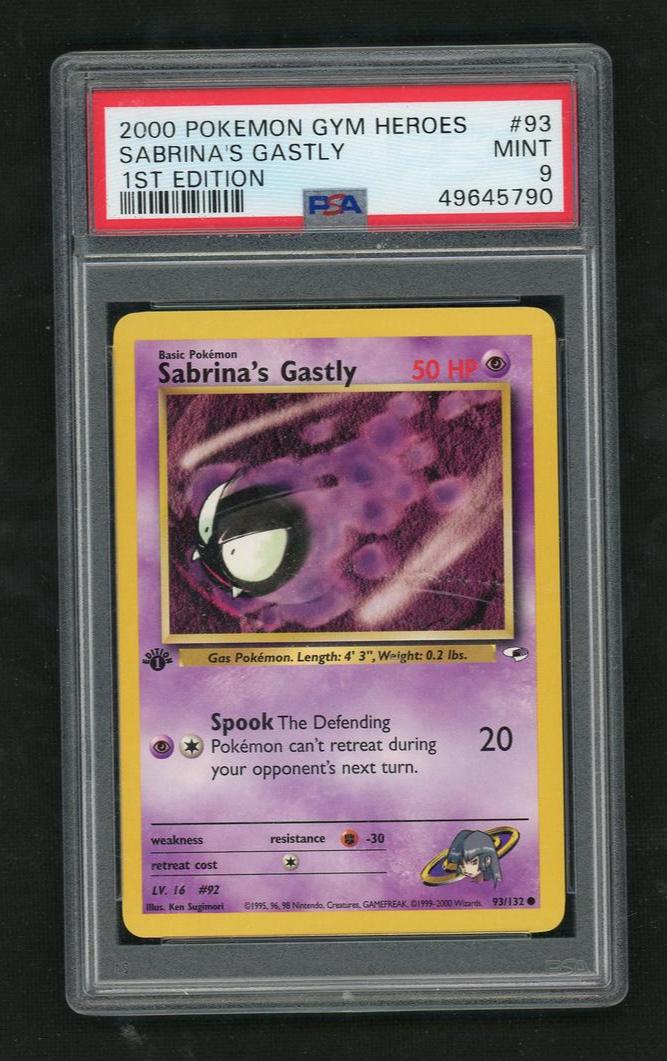 2000 POKEMON GYM HEROES #93
SABRINA'S GASTLY MINT
1ST EDITION 9
PSA 49645790
Basic Pokémon
Sabrina's Gastly 50 HP
EDITION
1
Gas Pokémon. Length: 4' 3", Weight: 0.2 lbs.
Spook The Defending
Pokémon can't retreat during
your opponent's next turn.
20
weakness resistance -30
retreat cost
LV. 16 #92
Illus. Ken Sugimori ©1995, 96, 98 Nintendo, Creatures, GAMEFREAK. ©1999-2000 Wizards. 93/132
PSA